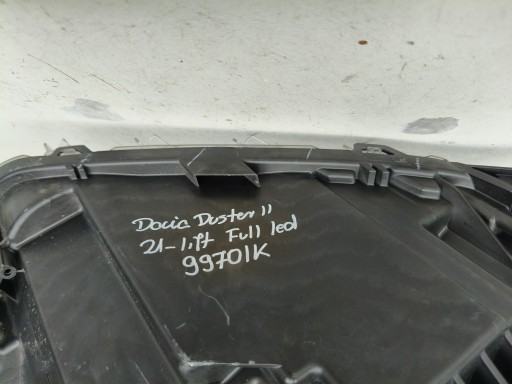 Dacia Duster II
21- lift Full led
99701K